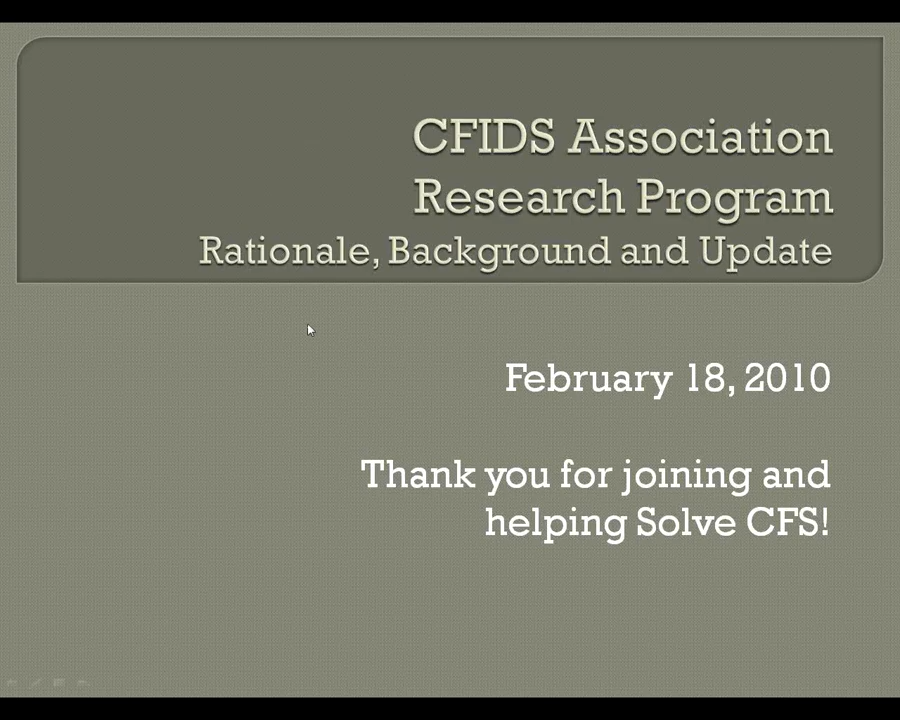 CFIDS Association
Research Program
Rationale, Background and Update
February 18, 2010
Thank you for joining and
helping Solve CFS!